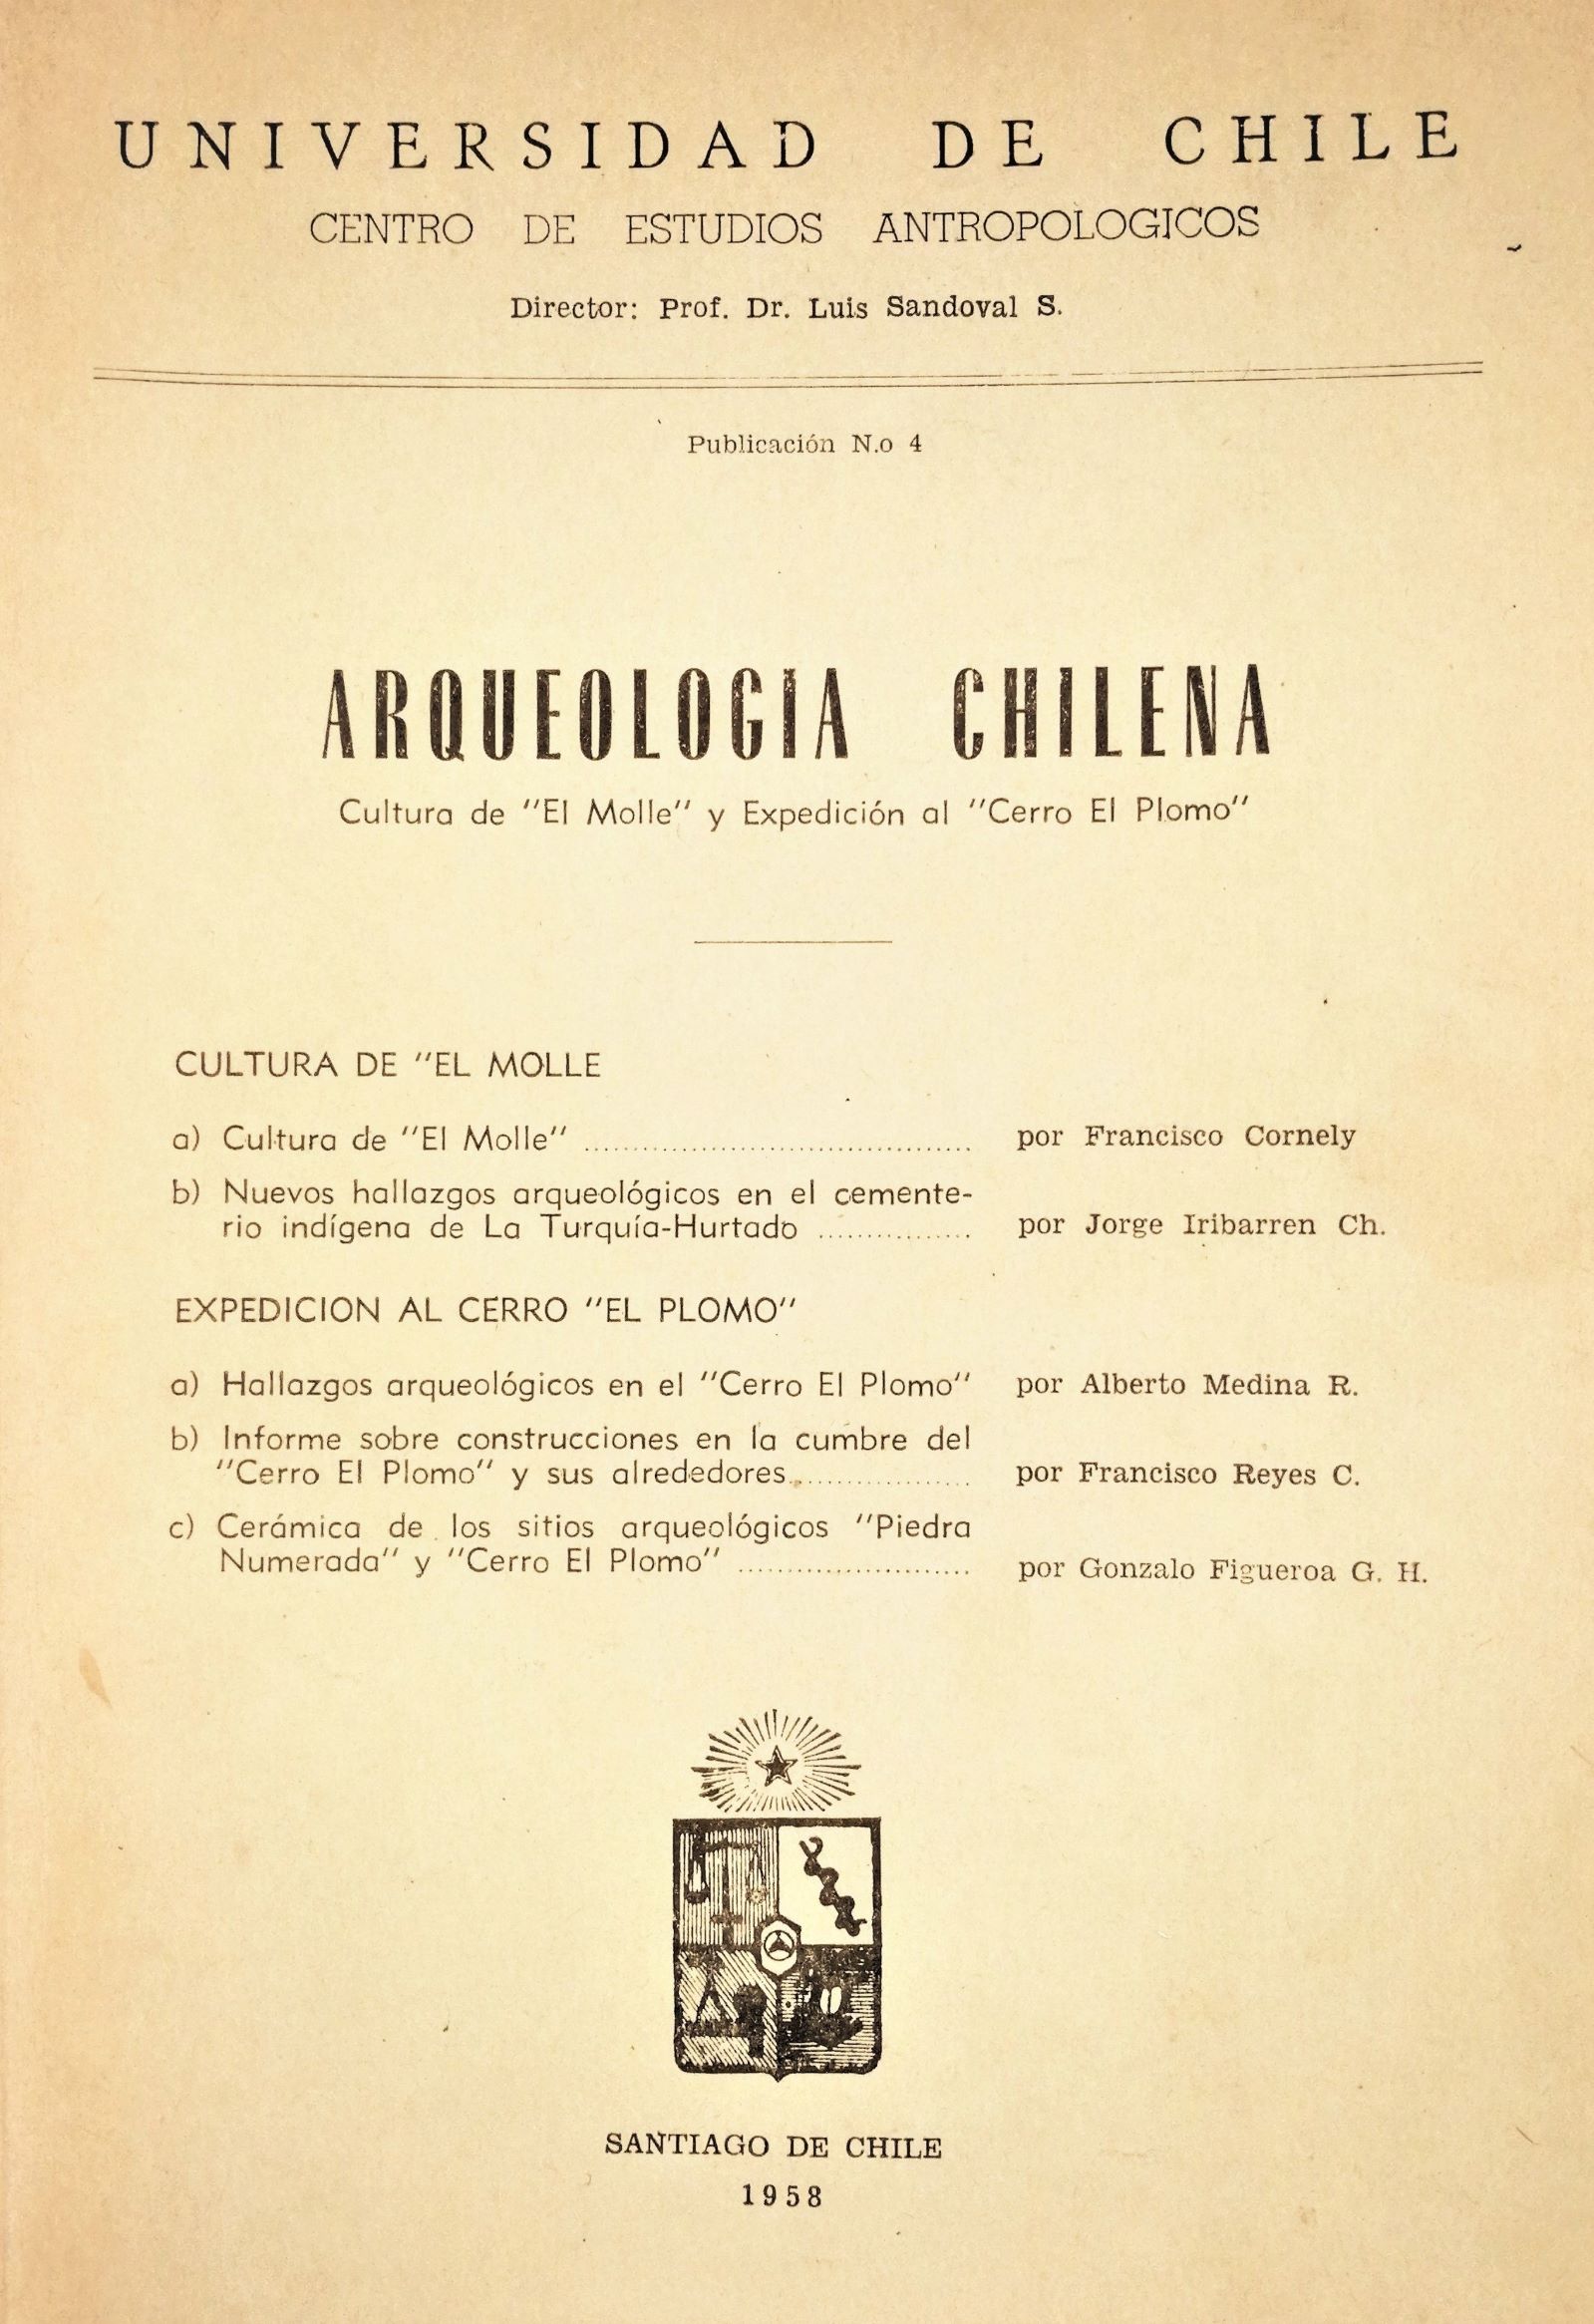 UNIVERSIDAD DE CHILE
CENTRO DE ESTUDIOS ANTROPOLOGICOS
Director: Prof. Dr. Luis Sandoval S.
Publicación N.o 4
ARQUEOLOGIA CHILENA
Cultura de "El Molle" y Expedición al "Cerro El Plomo"
CULTURA DE "EL MOLLE
a) Cultura de "El Molle" ........................................ por Francisco Cornely
b) Nuevos hallazgos arqueológicos en el cemente-
rio indígena de La Turquía-Hurtado ................ por Jorge Iribarren Ch.
EXPEDICION AL CERRO "EL PLOMO"
a) Hallazgos arqueológicos en el "Cerro El Plomo" por Alberto Medina R.
b) Informe sobre construcciones en la cumbre del
"Cerro El Plomo" y sus alrededores................... por Francisco Reyes C.
c) Cerámica de los sitios arqueológicos "Piedra
Numerada" y "Cerro El Plomo" ........................ por Gonzalo Figueroa G. H.
SANTIAGO DE CHILE
1958